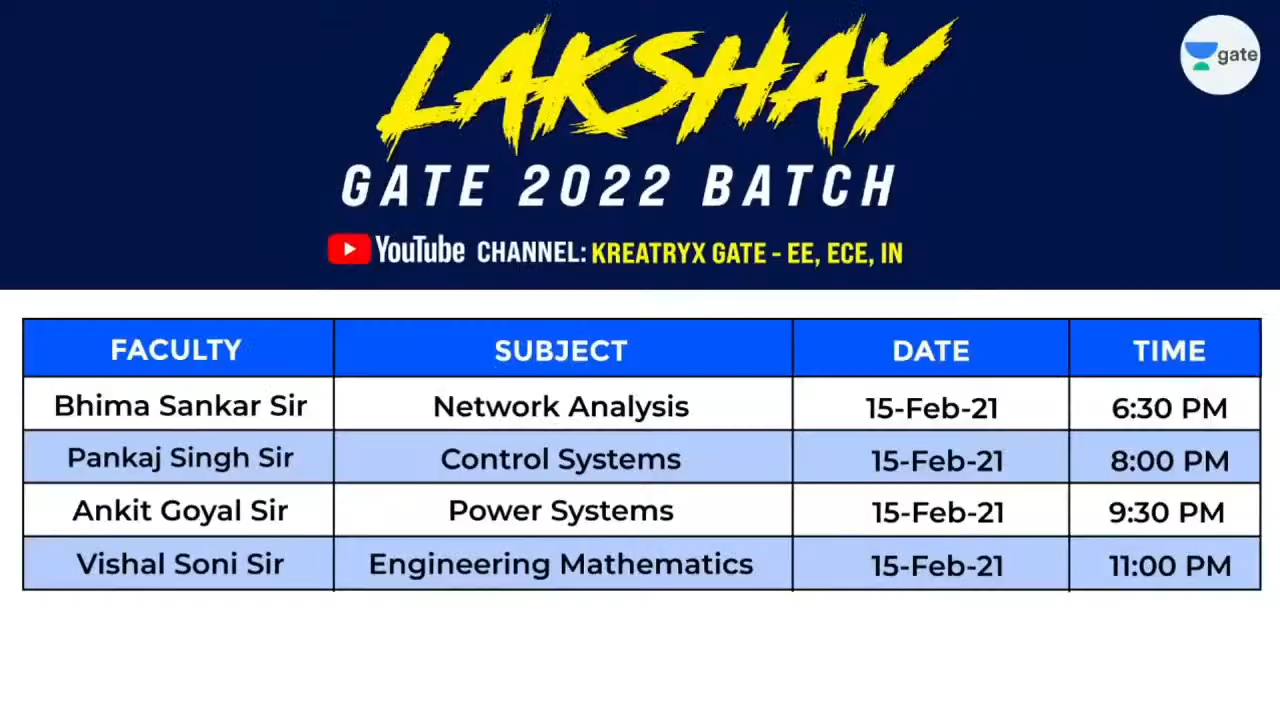 LAKSHAY
gate
GATE 2022 BATCH
YouTube CHANNEL: KREATRYX GATE - EE, ECE, IN
FACULTY SUBJECT DATE TIME
Bhima Sankar Sir Network Analysis 15-Feb-21 6:30 PM
Pankaj Singh Sir Control Systems 15-Feb-21 8:00 PM
Ankit Goyal Sir Power Systems 15-Feb-21 9:30 PM
Vishal Soni Sir Engineering Mathematics 15-Feb-21 11:00 PM